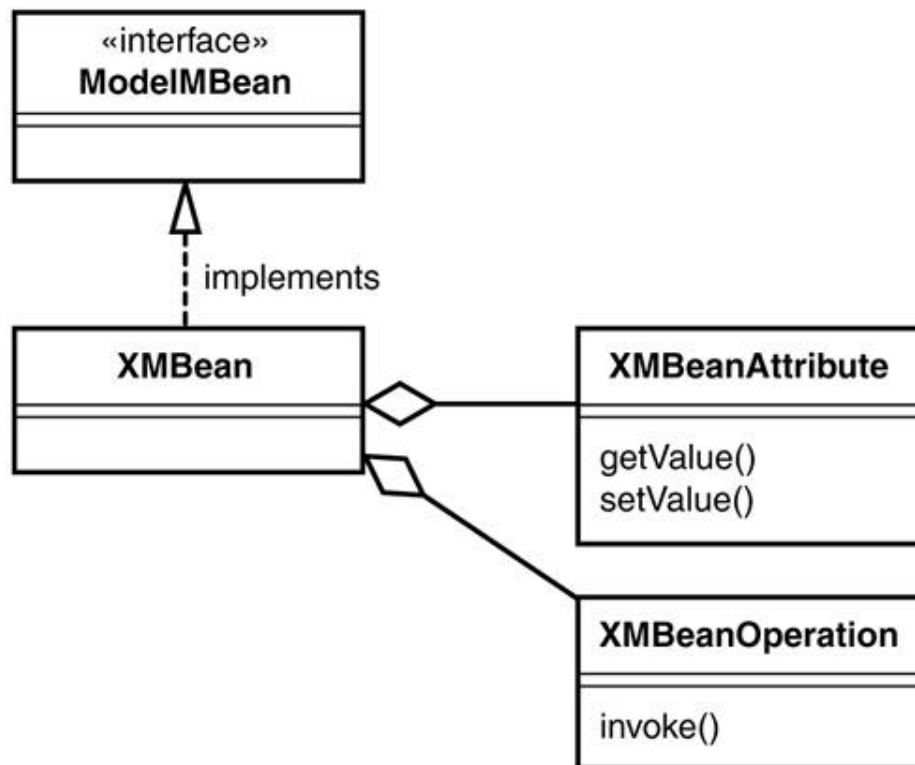 «interface»
ModelMBean
implements
XMBean
XMBeanAttribute
getValue()
setValue()
XMBeanOperation
invoke()